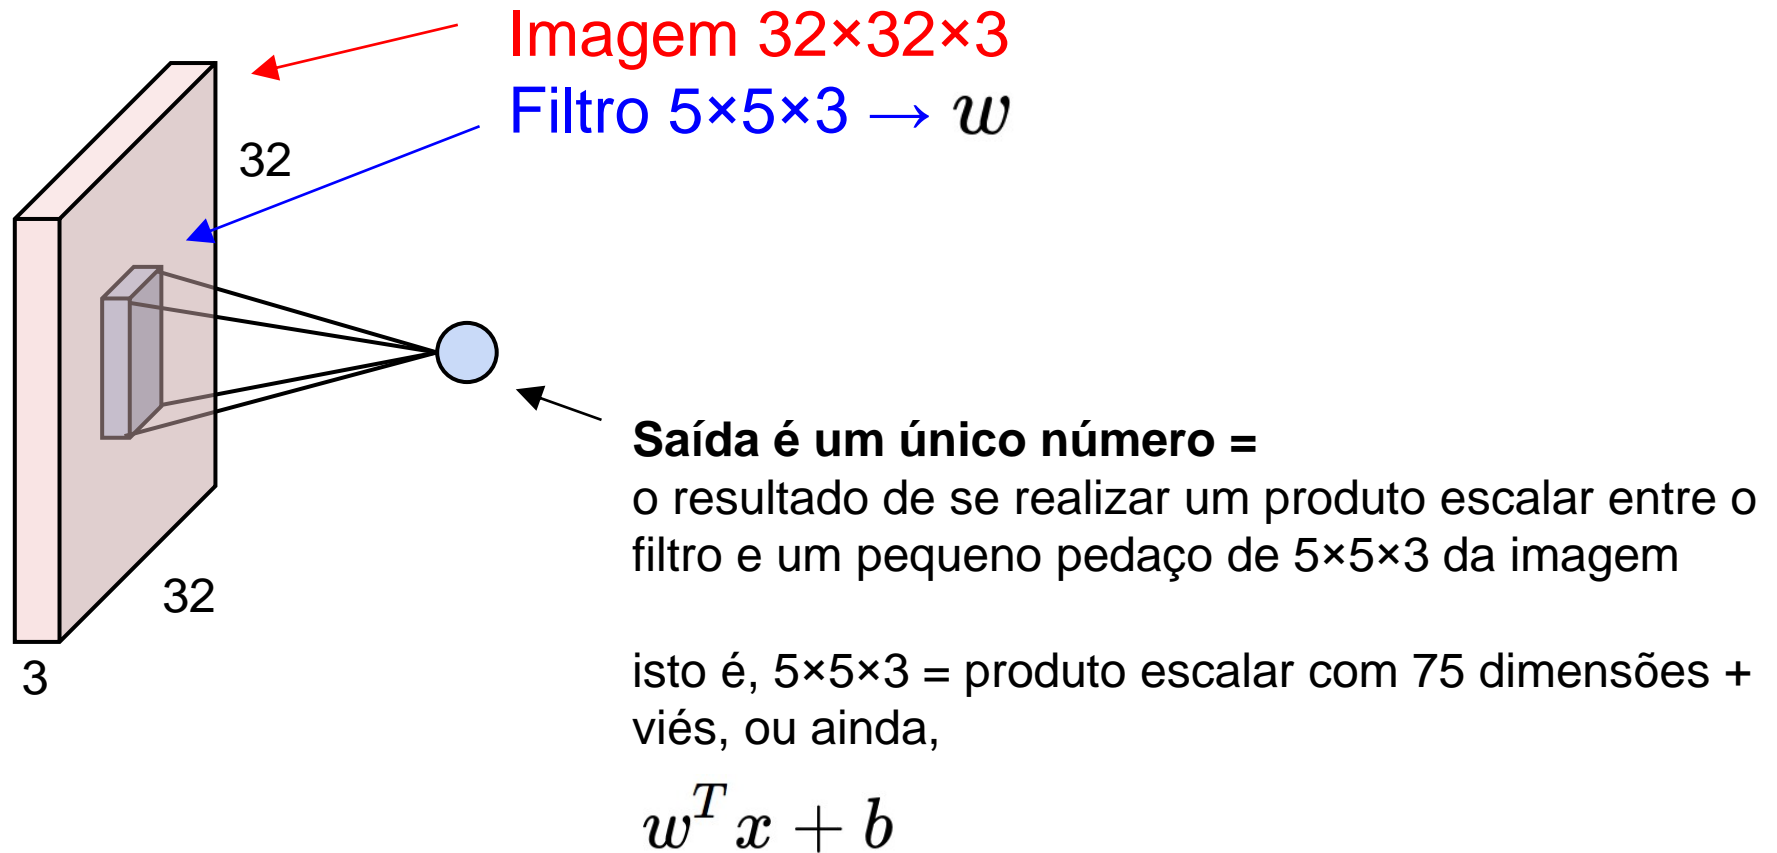 Imagem 32×32×3
Filtro 5×5×3 → w
32
32
3
Saída é um único número =
o resultado de se realizar um produto escalar entre o
filtro e um pequeno pedaço de 5×5×3 da imagem
isto é, 5×5×3 = produto escalar com 75 dimensões +
viés, ou ainda,
w^T x + b